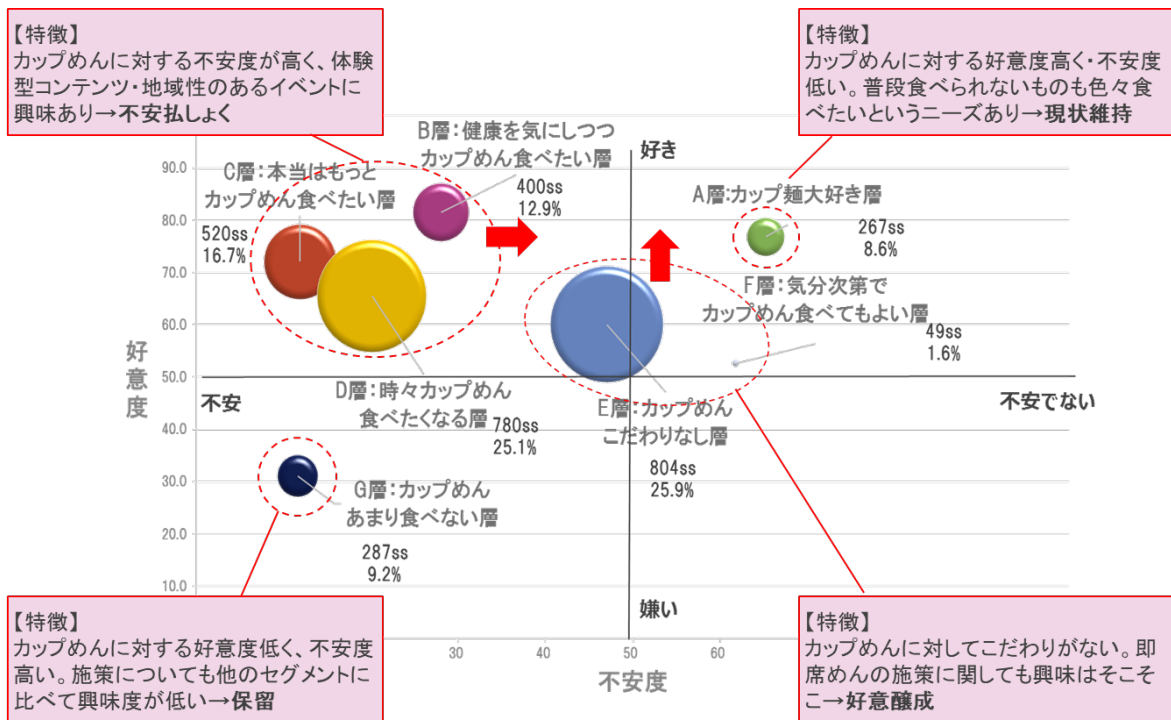 【特徴】
カップめんに対する不安度が高く、体験
型コンテンツ・地域性のあるイベントに
興味あり→不安払しょく
【特徴】
カップめんに対する好意度高く・不安度
低い。普段食べられないものも色々食
べたいというニーズあり→現状維持
B層：健康を気にしつつ
カップめん食べたい層
400ss
12.9%
好き
C層：本当はもっと
カップめん食べたい層
520ss
16.7%
A層:カップ麺大好き層
267ss
8.6%
F層：気分次第で
カップめん食べてもよい層
49ss
1.6%
90.0
80.0
70.0
60.0
50.0
40.0
30.0
20.0
10.0
好意度
不安
不安でない
D層：時々カップめん
食べたくなる層
780ss
25.1%
E層：カップめん
こだわりなし層
804ss
25.9%
G層：カップめん
あまり食べない層
287ss
9.2%
嫌い
30
40
50
60
不安度
【特徴】
カップめんに対する好意度低く、不安度
高い。施策についても他のセグメントに
比べて興味度が低い→保留
【特徴】
カップめんに対してこだわりがない。即
席めんの施策に関しても興味はそこそ
こ→好意醸成